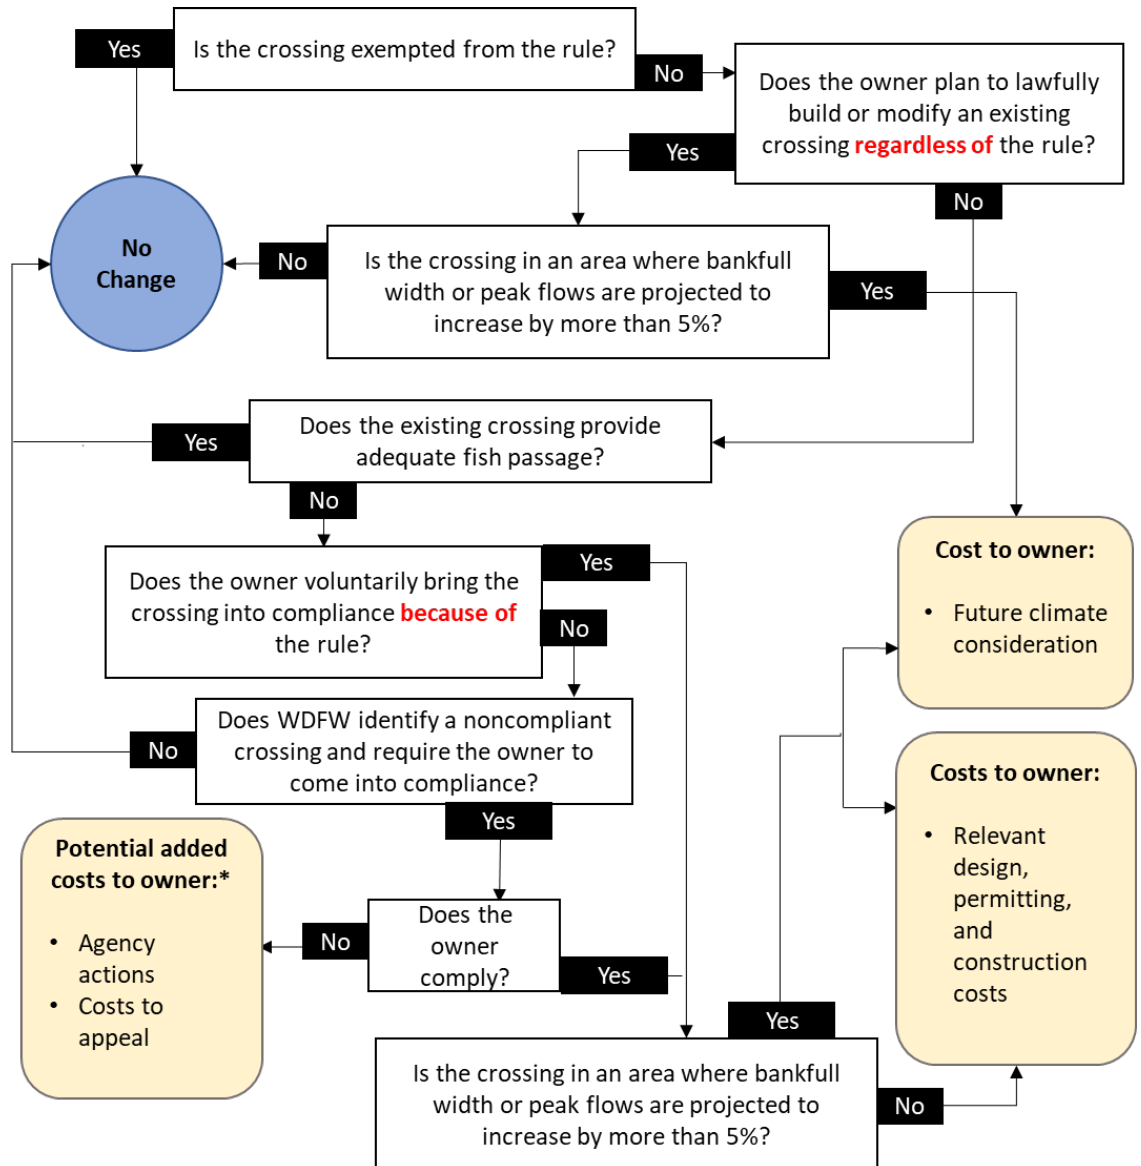 Yes
Is the crossing exempted from the rule?
No
Does the owner plan to lawfully
build or modify an existing
crossing regardless of the rule?
Yes
No
No
Change
No
Is the crossing in an area where bankfull
width or peak flows are projected to
increase by more than 5%?
Yes
Yes
Does the existing crossing provide
adequate fish passage?
No
Does the owner voluntarily bring the
crossing into compliance because of
the rule?
Yes
No
Cost to owner:
• Future climate
consideration
Does WDFW identify a noncompliant
crossing and require the owner to
come into compliance?
No
Yes
Costs to owner:
• Relevant
design,
permitting,
and
construction
costs
Potential added
costs to owner:*
• Agency
actions
• Costs to
appeal
No
Does the
owner
comply?
Yes
Yes
Is the crossing in an area where bankfull
width or peak flows are projected to
increase by more than 5%?
No